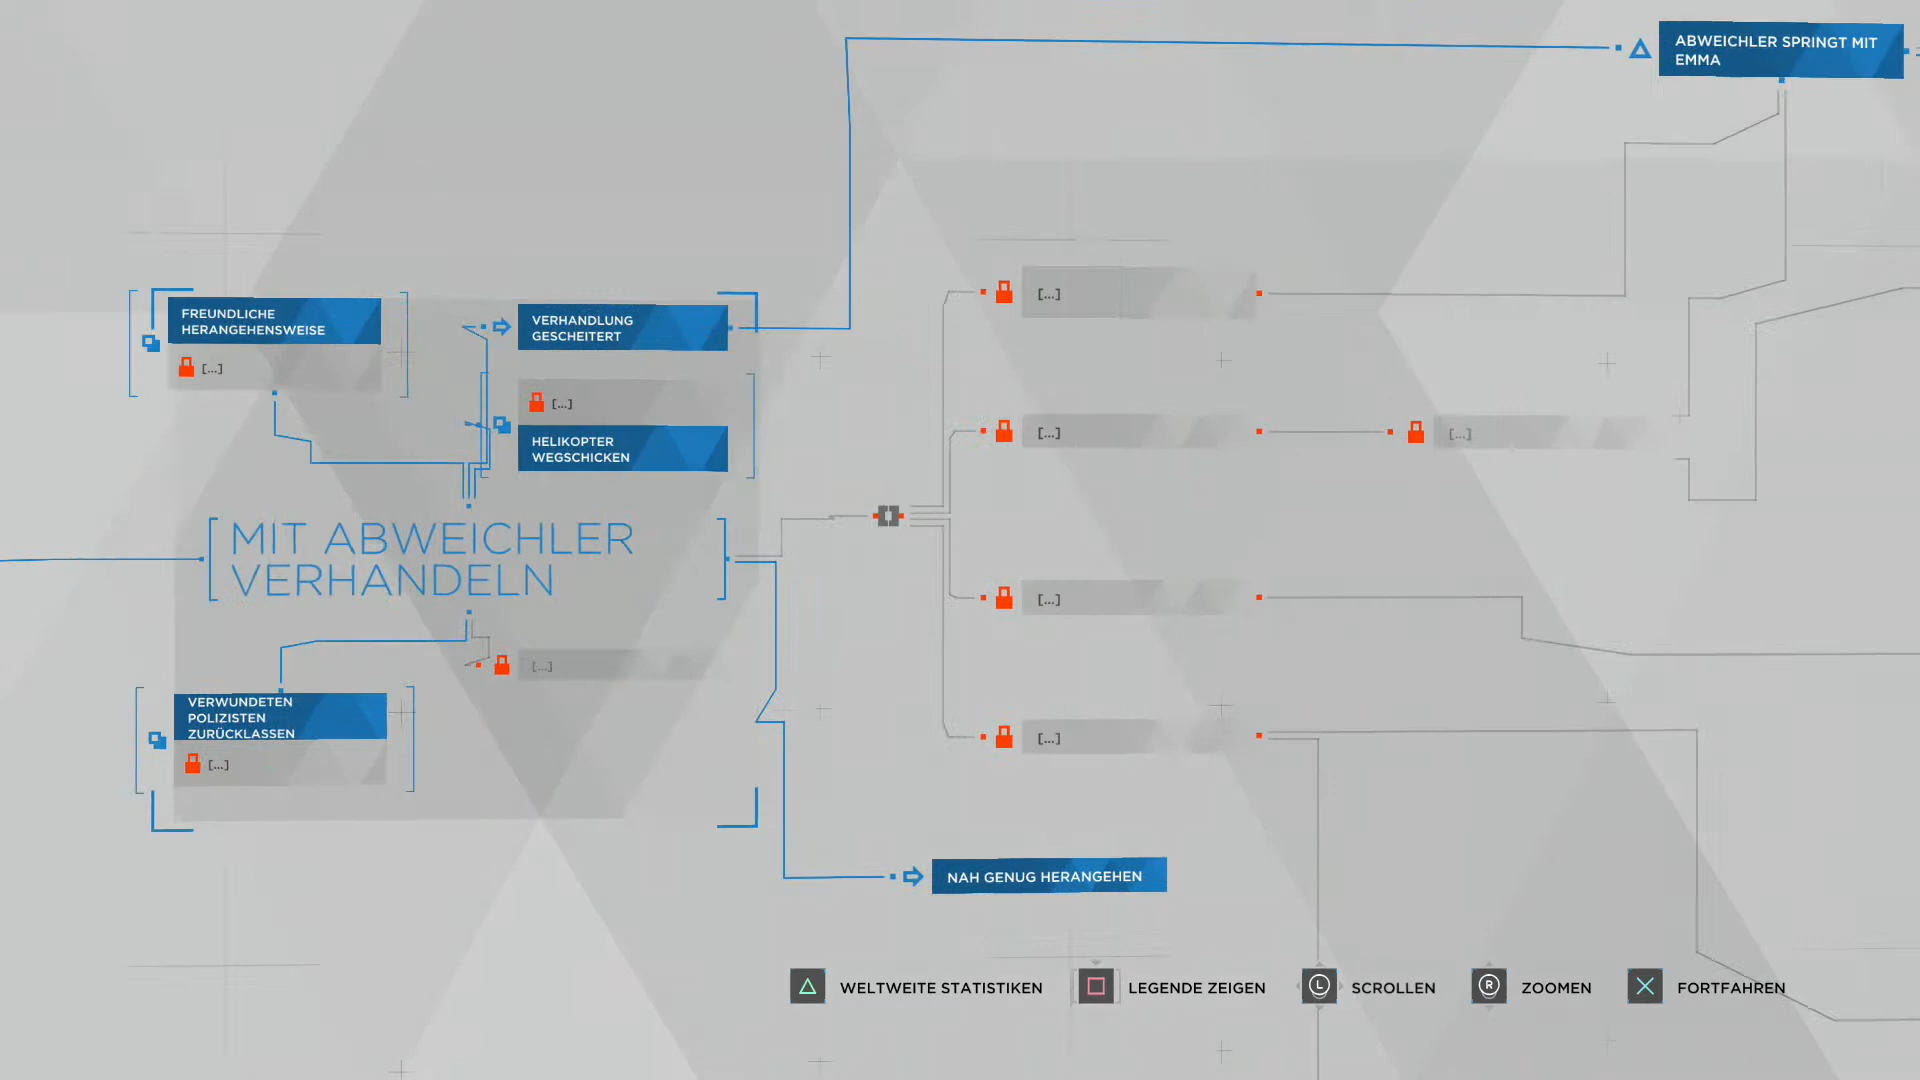 ABWEICHLER SPRINGT MIT
EMMA
FREUNDLICHE
HERANGEHENSWEISE
[...]
VERHANDLUNG
GESCHEITERT
[...]
HELIKOPTER
WEGSCHICKEN
[...]
[...]
[...]
MIT ABWEICHLER
VERHANDELN
[...]
[...]
VERWUNDETEN
POLIZISTEN
ZURÜCKLASSEN
[...]
[...]
NAH GENUG HERANGEHEN
WELTWEITE STATISTIKEN
LEGENDE ZEIGEN
L
SCROLLEN
R
ZOOMEN
FORTFAHREN